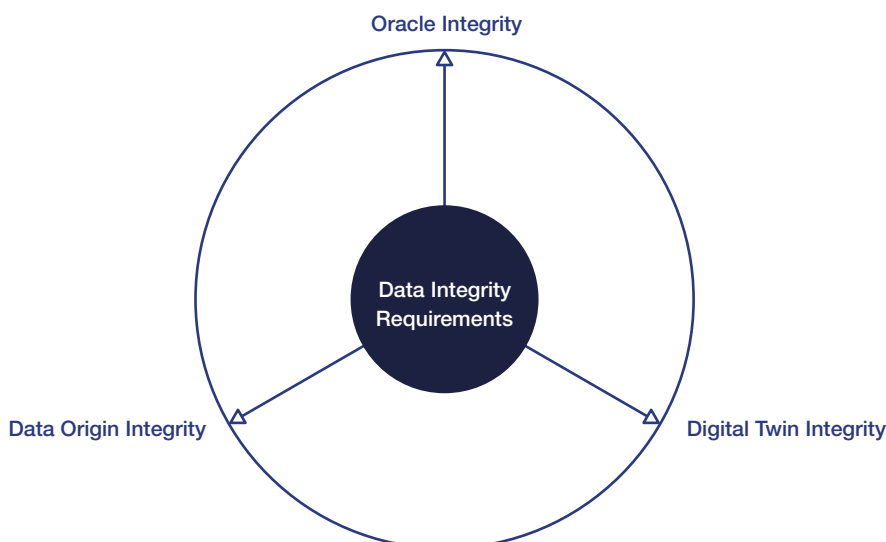 Oracle Integrity
Data Integrity
Requirements
Data Origin Integrity
Digital Twin Integrity